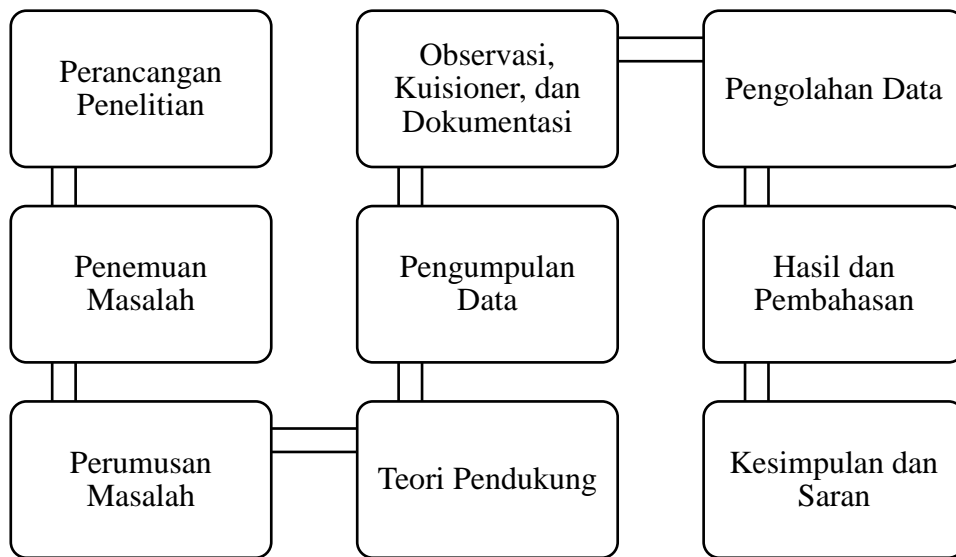 Perancangan
Penelitian
Penemuan
Masalah
Perumusan
Masalah
Teori Pendukung
Pengumpulan
Data
Observasi,
Kuisioner, dan
Dokumentasi
Pengolahan Data
Hasil dan
Pembahasan
Kesimpulan dan
Saran